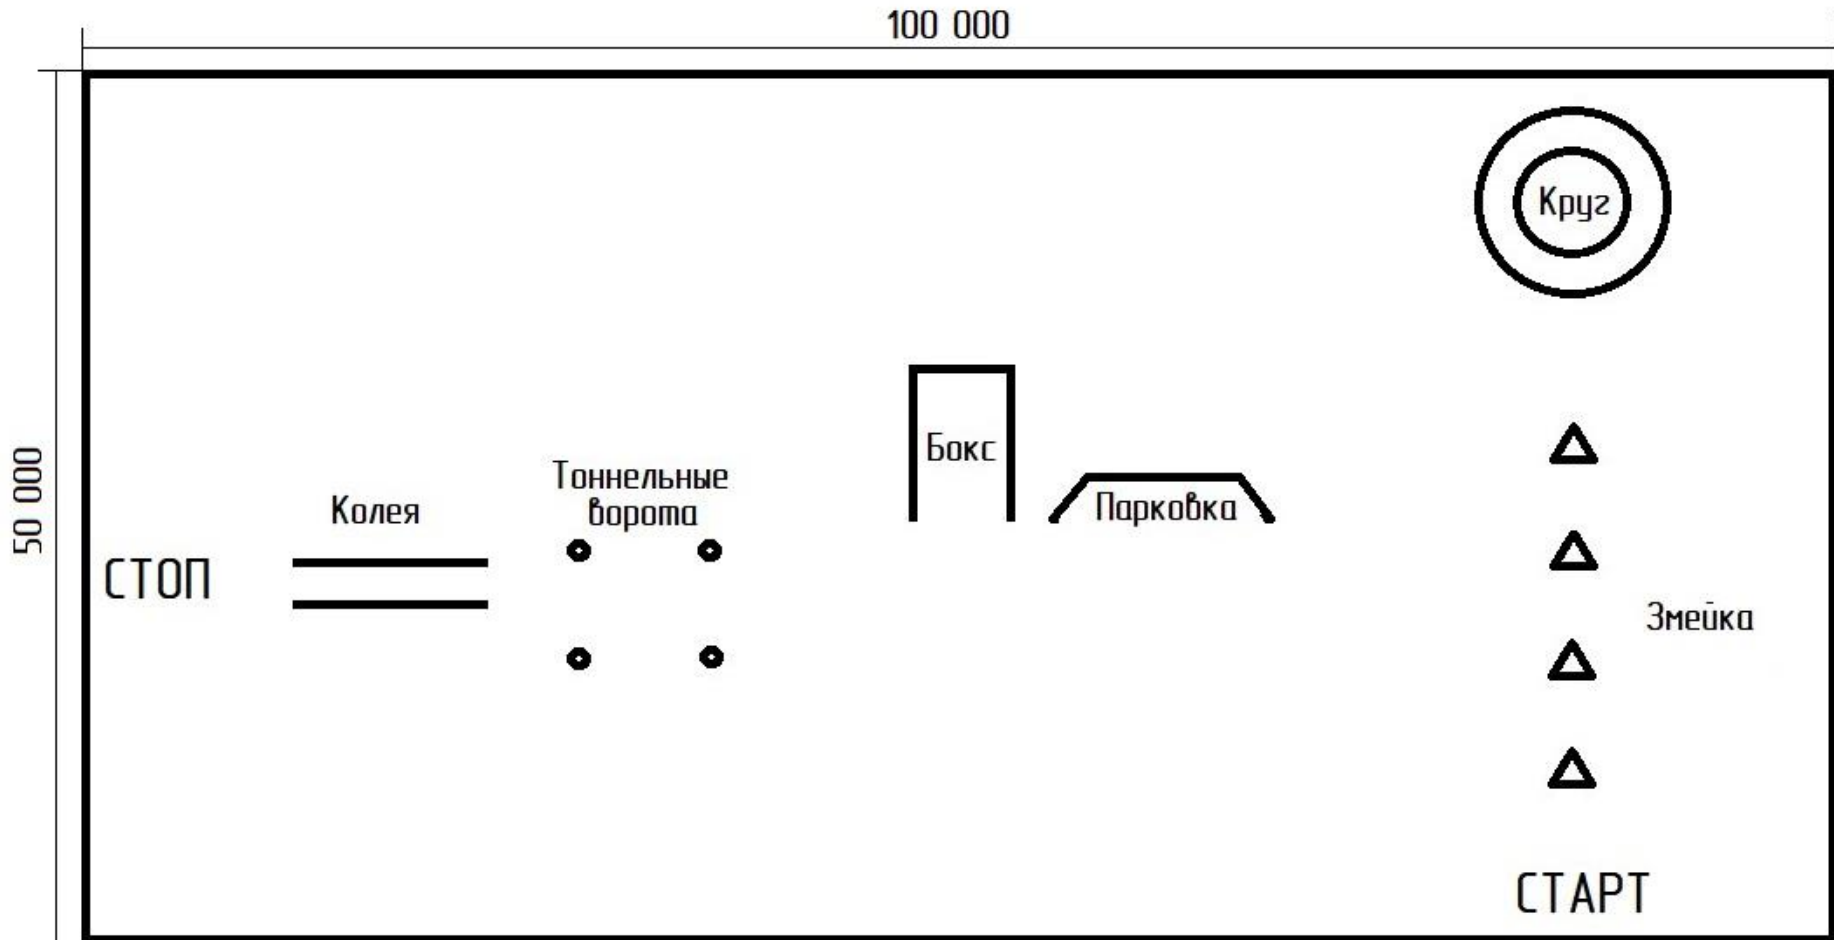 100 000
Круг
Бокс
Тоннельные
ворота
Парковка
Колея
50 000
СТОП
Змейка
СТАРТ